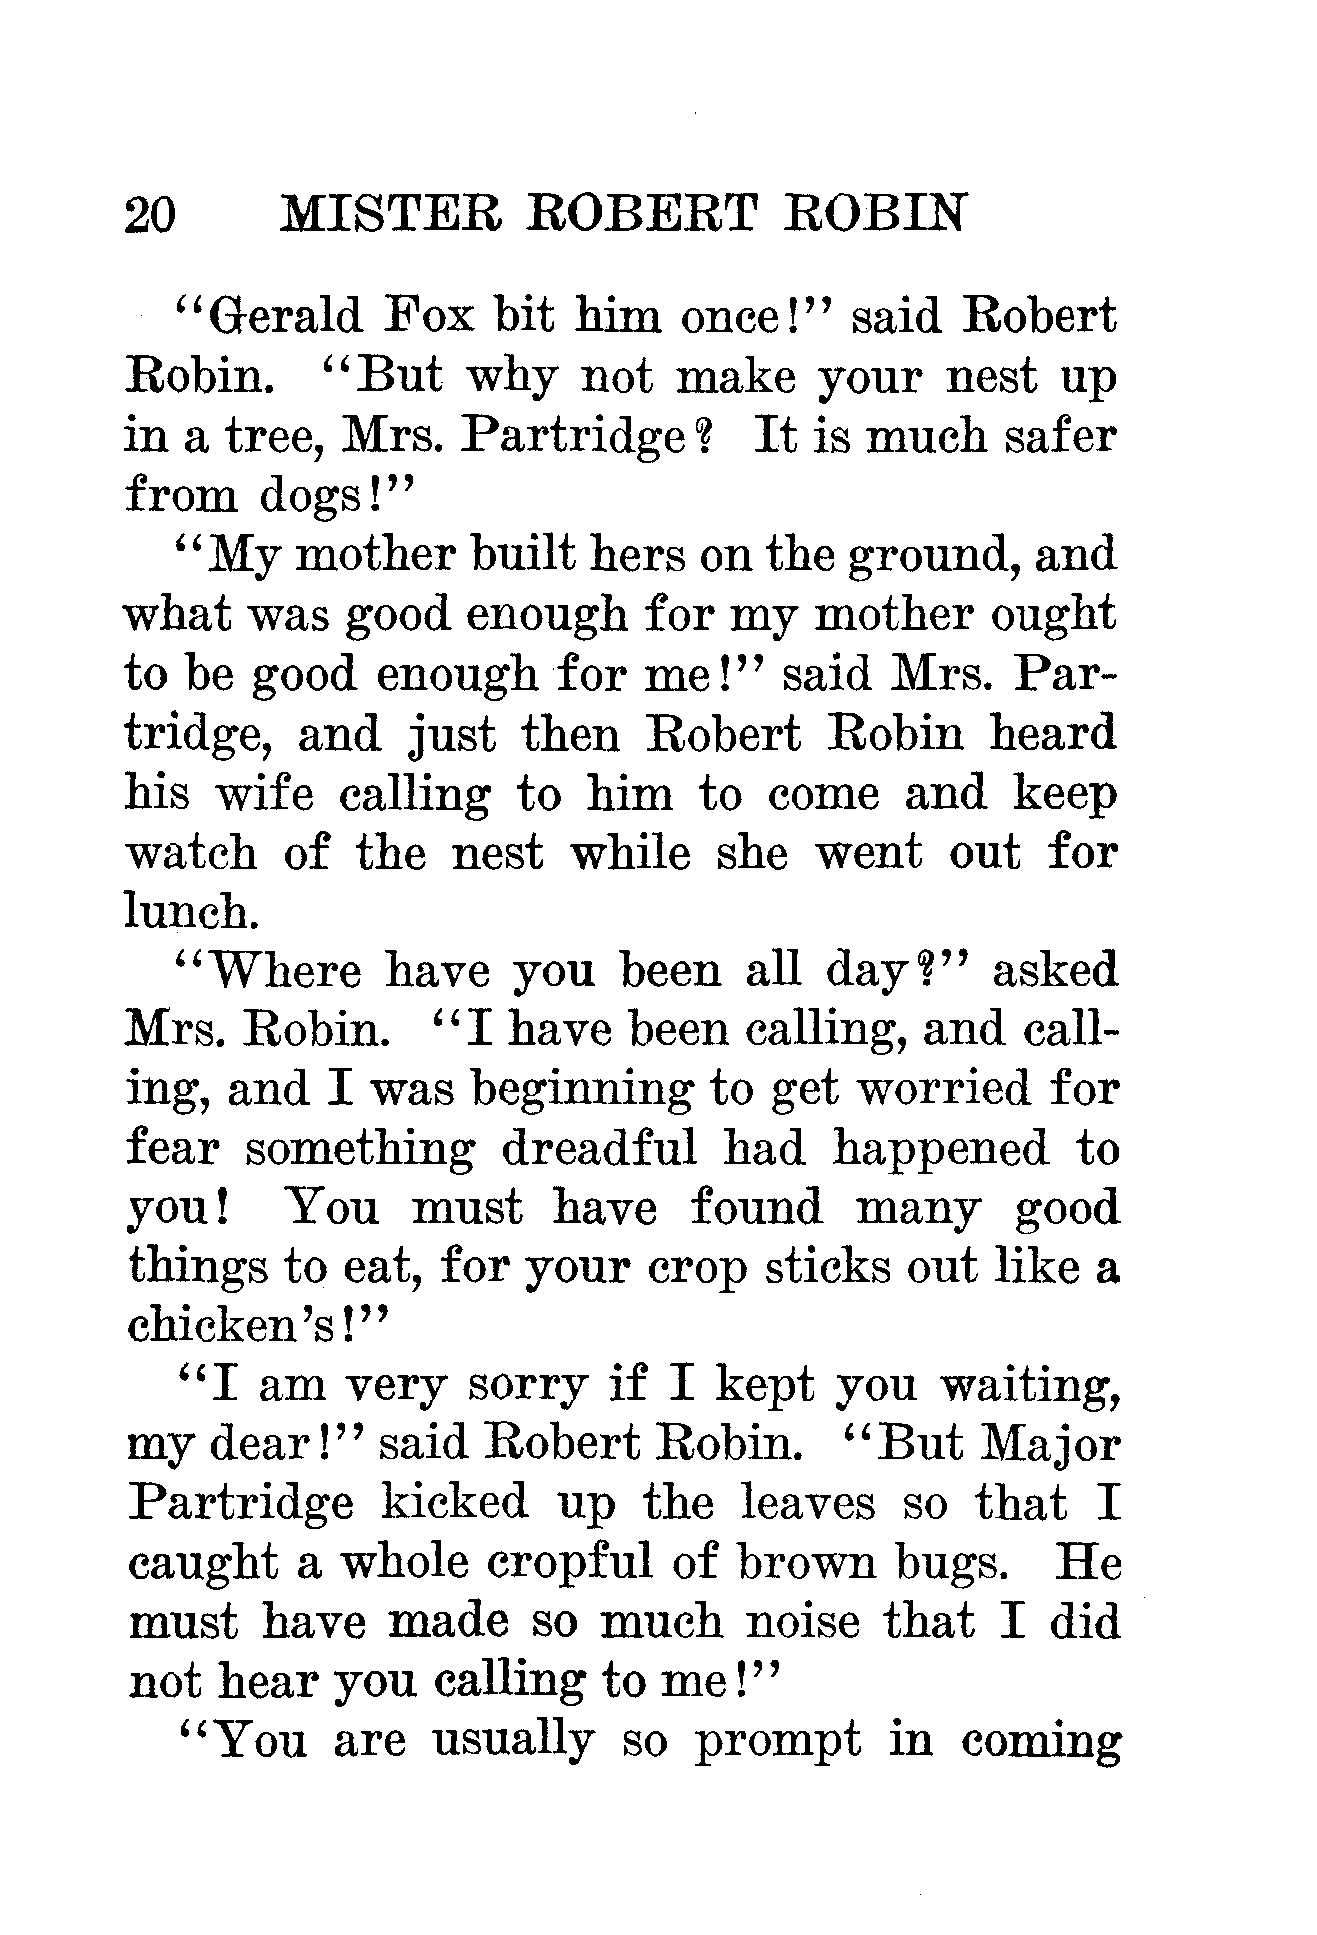 20 MISTER ROBERT ROBIN
"Gerald Fox bit him once!" said Robert
Robin. "But why not make your nest up
in a tree, Mrs. Partridge? It is much safer
from dogs!"
"My mother built hers on the ground, and
what was good enough for my mother ought
to be good enough for me!" said Mrs. Par-
tridge, and just then Robert Robin heard
his wife calling to him to come and keep
watch of the nest while she went out for
lunch.
"Where have you been all day?" asked
Mrs. Robin. "I have been calling, and call-
ing, and I was beginning to get worried for
fear something dreadful had happened to
you! You must have found many good
things to eat, for your crop sticks out like a
chicken's!"
"I am very sorry if I kept you waiting,
my dear!" said Robert Robin. "But Major
Partridge kicked up the leaves so that I
caught a whole cropful of brown bugs. He
must have made so much noise that I did
not hear you calling to me!"
"You are usually so prompt in coming